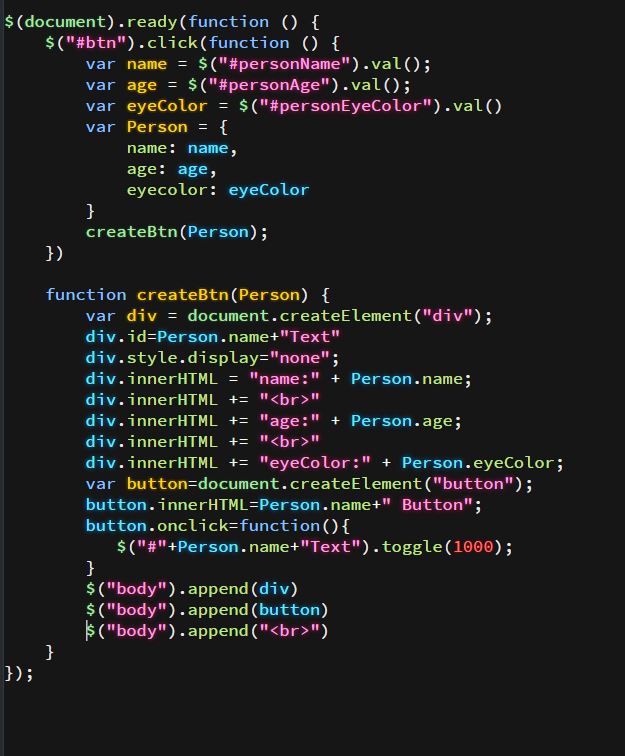 $(document).ready(function () {
    $("#btn").click(function () {
        var name = $("#personName").val();
        var age = $("#personAge").val();
        var eyeColor = $("#personEyeColor").val()
        var Person = {
            name: name,
            age: age,
            eyecolor: eyeColor
        }
        createBtn(Person);
    })

    function createBtn(Person) {
        var div = document.createElement("div");
        div.id=Person.name+"Text"
        div.style.display="none";
        div.innerHTML = "name:" + Person.name;
        div.innerHTML += "<br>"
        div.innerHTML += "age:" + Person.age;
        div.innerHTML += "<br>"
        div.innerHTML += "eyeColor:" + Person.eyeColor;
        var button=document.createElement("button");
        button.innerHTML=Person.name+" Button";
        button.onclick=function(){
           $("#"+Person.name+"Text").toggle(1000);
        }
        $("body").append(div)
        $("body").append(button)
        $("body").append("<br>")
    }
});